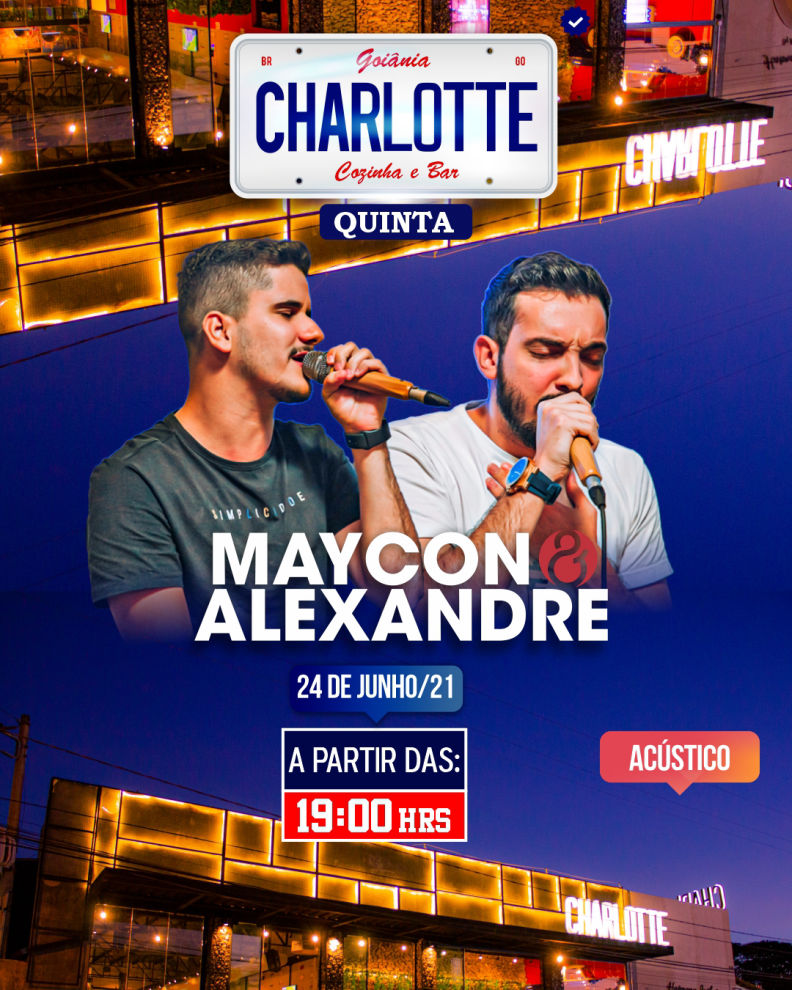 BR Goiânia GO
CHARLOTTE
Cozinha e Bar
CHARLOTTE
QUINTA
SIMPLICIDADE
MAYCON &
ALEXANDRE
24 DE JUNHO/21
A PARTIR DAS:
19:00 HRS
ACÚSTICO
CHARLOTTE